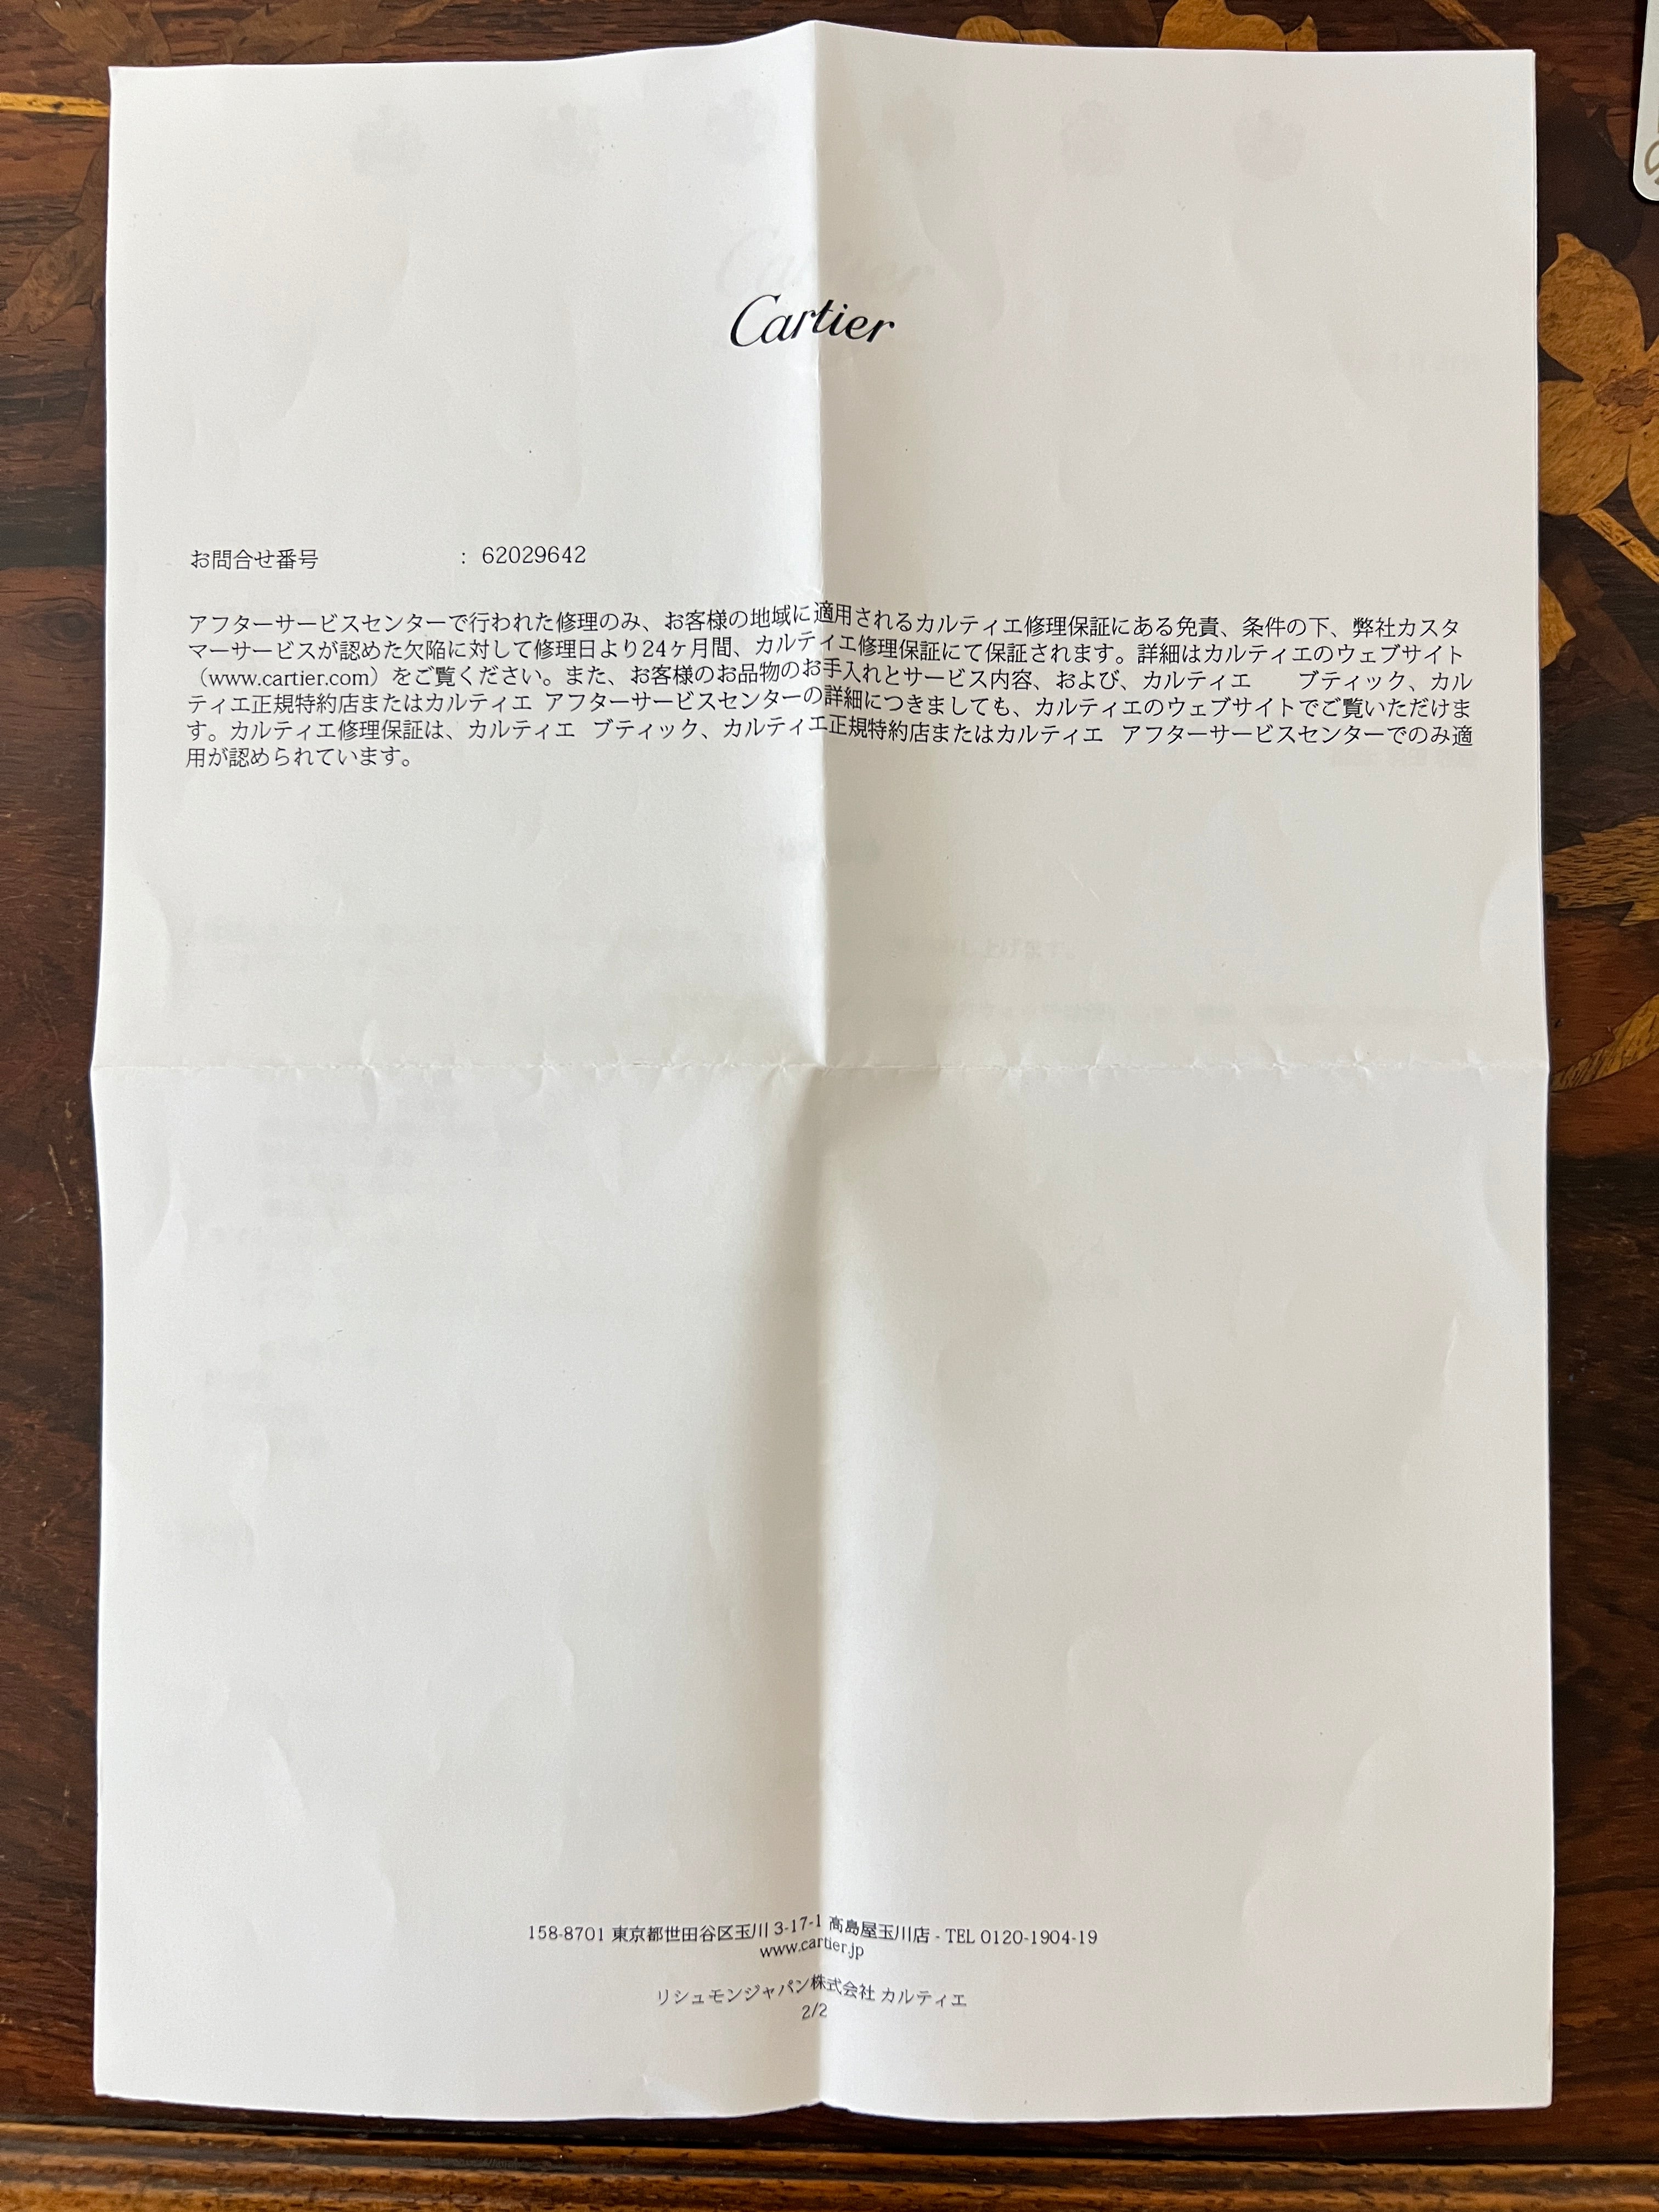 Cartier
お問合せ番号 : 62029642
アフターサービスセンターで行われた修理のみ、お客様の地域に適用されるカルティエ修理保証にある免責、条件の下、弊社カスタ
マーサービスが認めた欠陥に対して修理日より24ヶ月間、カルティエ修理保証にて保証されます。詳細はカルティエのウェブサイト
（www.cartier.com）をご覧ください。また、お客様のお品物のお手入れとサービス内容、および、カルティエ　ブティック、カル
ティエ正規特約店またはカルティエ アフターサービスセンターの詳細につきましても、カルティエのウェブサイトでご覧いただけま
す。カルティエ修理保証は、カルティエ ブティック、カルティエ正規特約店またはカルティエ アフターサービスセンターでのみ適
用が認められています。
158-8701 東京都世田谷区玉川 3-17-1 高島屋玉川店 - TEL 0120-1904-19
www.cartier.jp
リシュモンジャパン株式会社 カルティエ
2/2